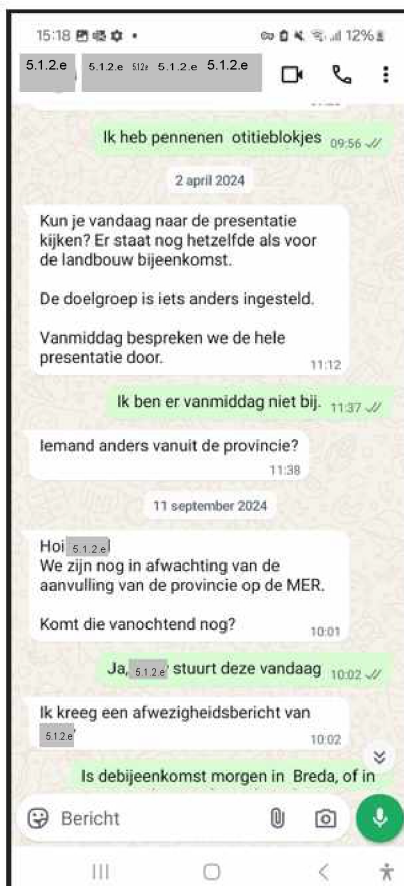 15:18
12%
5.1.2.e 5.1.2.e 5.1.2e 5.1.2.e 5.1.2.e
Ik heb pennenen otitieblokjes 09:56
2 april 2024
Kun je vandaag naar de presentatie
kijken? Er staat nog hetzelfde als voor
de landbouw bijeenkomst.
De doelgroep is iets anders ingesteld.
Vanmiddag bespreken we de hele
presentatie door.
11:12
Ik ben er vanmiddag niet bij. 11:37
Iemand anders vanuit de provincie?
11:38
11 september 2024
Hoi 5.1.2.e
We zijn nog in afwachting van de
aanvulling van de provincie op de MER.
Komt die vanochtend nog?
10:01
Ja, 5.1.2.e stuurt deze vandaag 10:02
Ik kreeg een afwezigheidsbericht van
5.1.2.e
10:02
Is debijeenkomst morgen in Breda, of in
Bericht